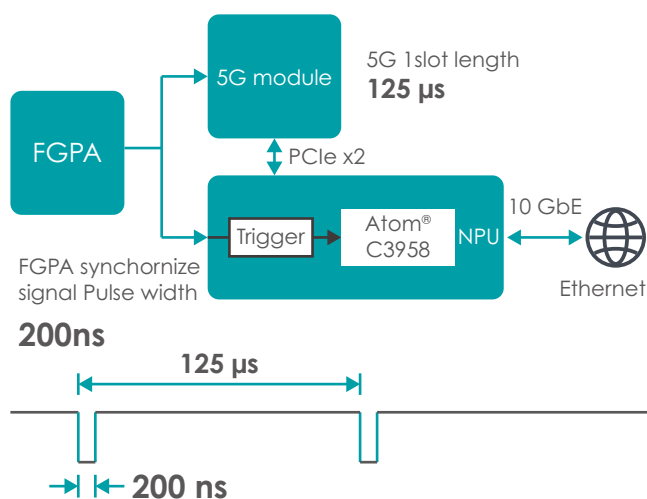 5G module
5G 1slot length
125 µs
FGPA
PCIe x2
10 GbE
Trigger
Atom®
C3958
NPU
Ethernet
FGPA synchornize
signal Pulse width
200ns
125 µs
200 ns